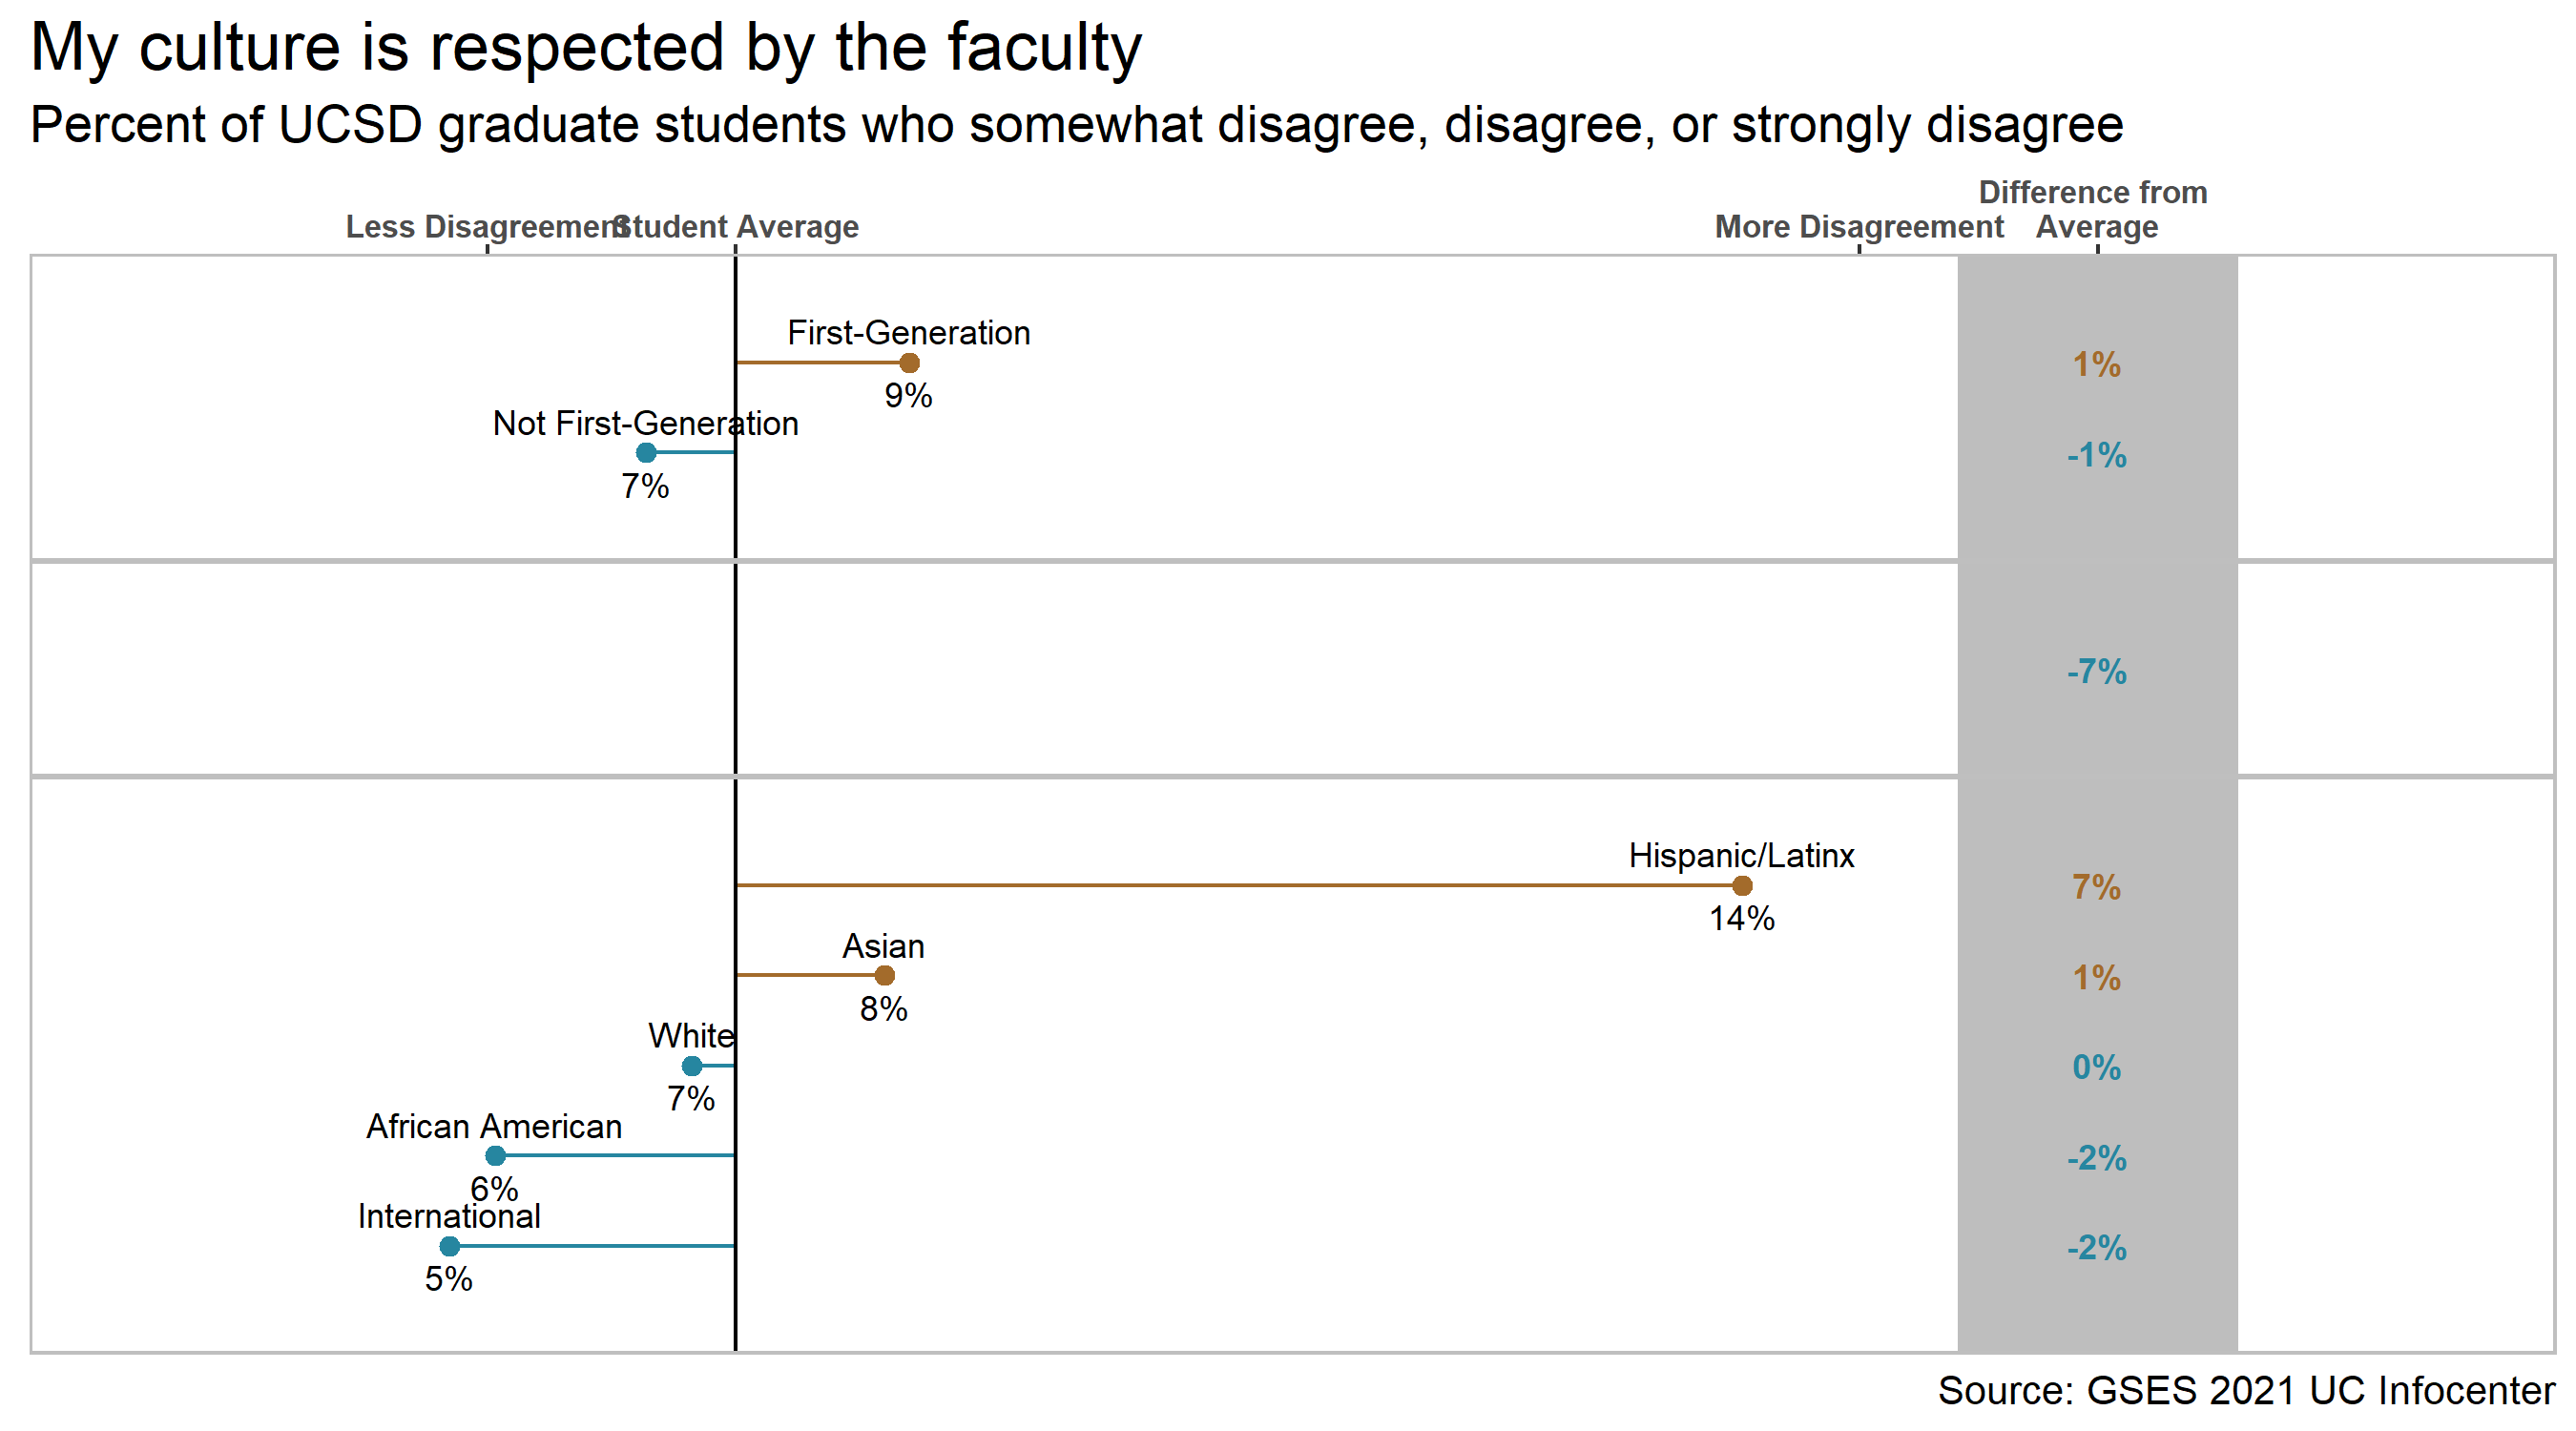 My culture is respected by the faculty
Percent of UCSD graduate students who somewhat disagree, disagree, or strongly disagree
Less Disagreement Student Average More Disagreement Difference from
Average
First-Generation
1%
9%
Not First-Generation
-1%
7%
-7%
Hispanic/Latinx
7%
14%
Asian
1%
8%
White
0%
7%
African American
-2%
6%
International
-2%
5%
Source: GSES 2021 UC Infocenter